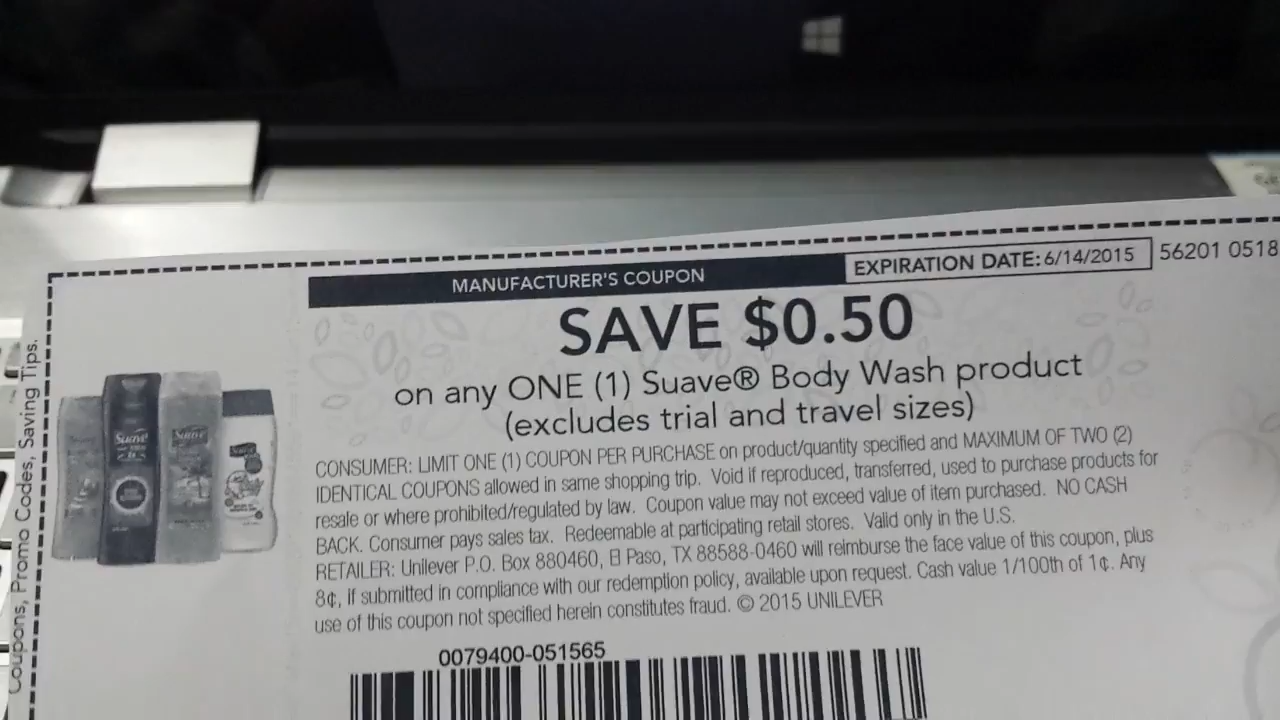 MANUFACTURER'S COUPON
EXPIRATION DATE: 6/14/2015
56201 0518
SAVE $0.50
on any ONE (1) Suave® Body Wash product
(excludes trial and travel sizes)
CONSUMER: LIMIT ONE (1) COUPON PER PURCHASE on product/quantity specified and MAXIMUM OF TWO (2)
IDENTICAL COUPONS allowed in same shopping trip. Void if reproduced, transferred, used to purchase products for
resale or where prohibited/regulated by law. Coupon value may not exceed value of item purchased. NO CASH
BACK. Consumer pays sales tax. Redeemable at participating retail stores. Valid only in the U.S.
RETAILER: Unilever P.O. Box 880460, El Paso, TX 88588-0460 will reimburse the face value of this coupon, plus
8¢, if submitted in compliance with our redemption policy, available upon request. Cash value 1/100th of 1¢. Any
use of this coupon not specified herein constitutes fraud. © 2015 UNILEVER
0079400-051565
Coupons, Promo Codes, Saving Tips.
Suave
Suave